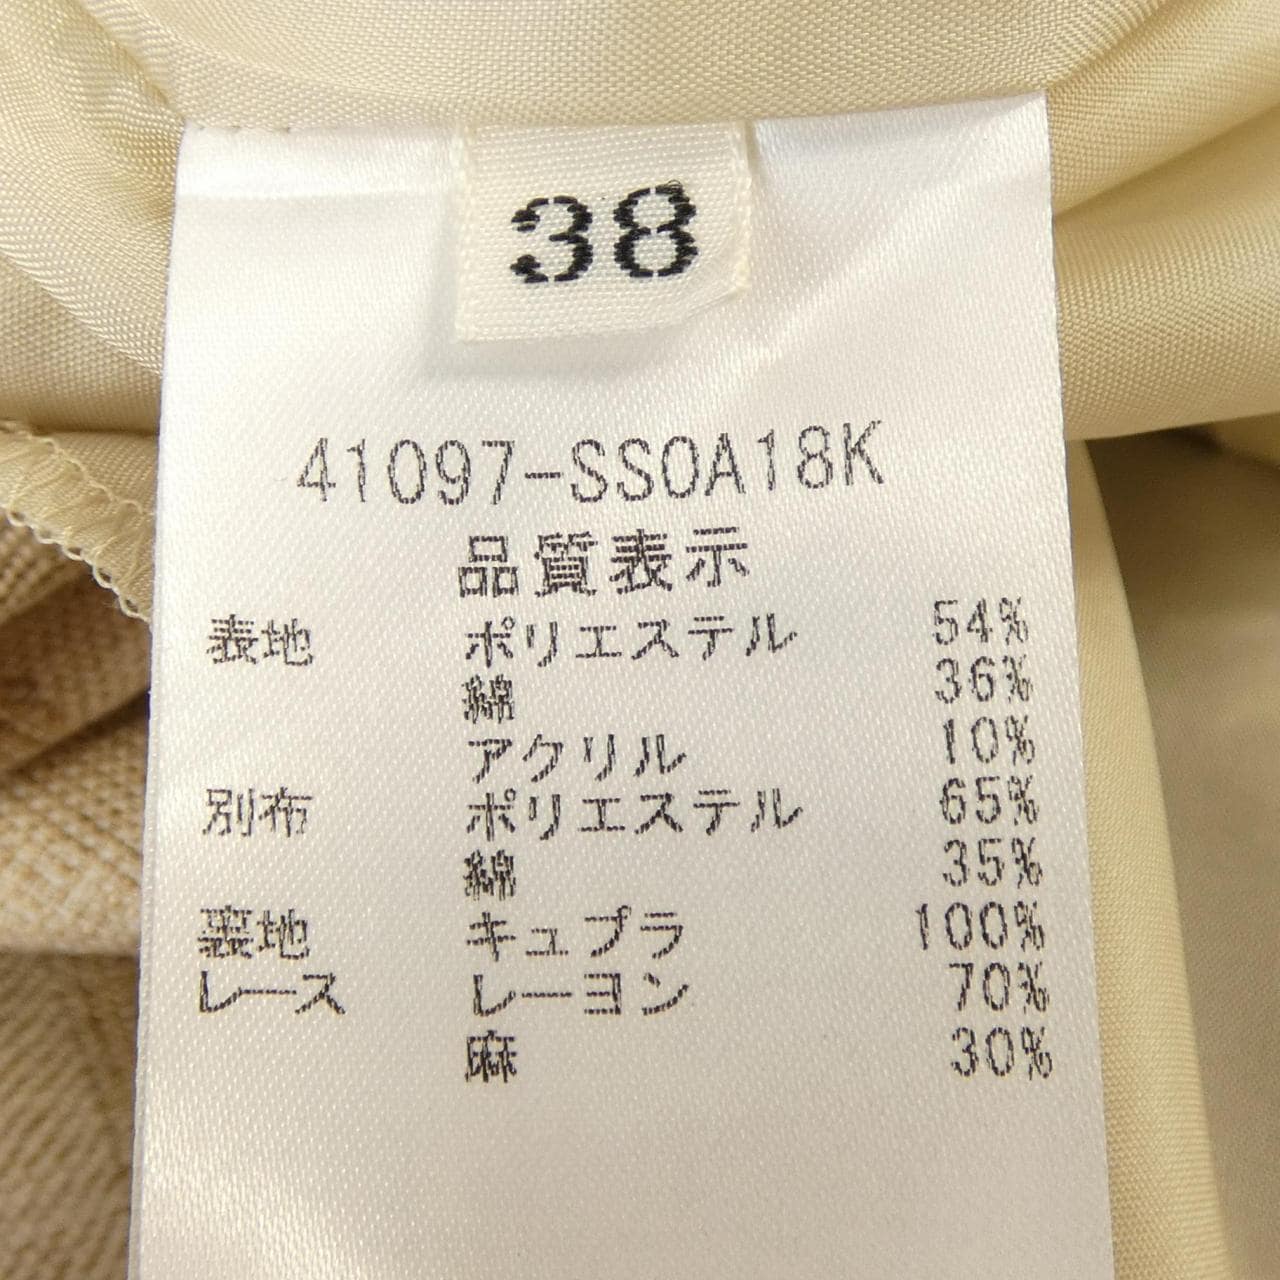 38
41097-SSOA18K
品質表示
表地 ポリエステル 54%
綿 36%
アクリル 10%
別布 ポリエステル 65%
綿 35%
裏地 キュプラ 100%
レース レーヨン 70%
麻 30%